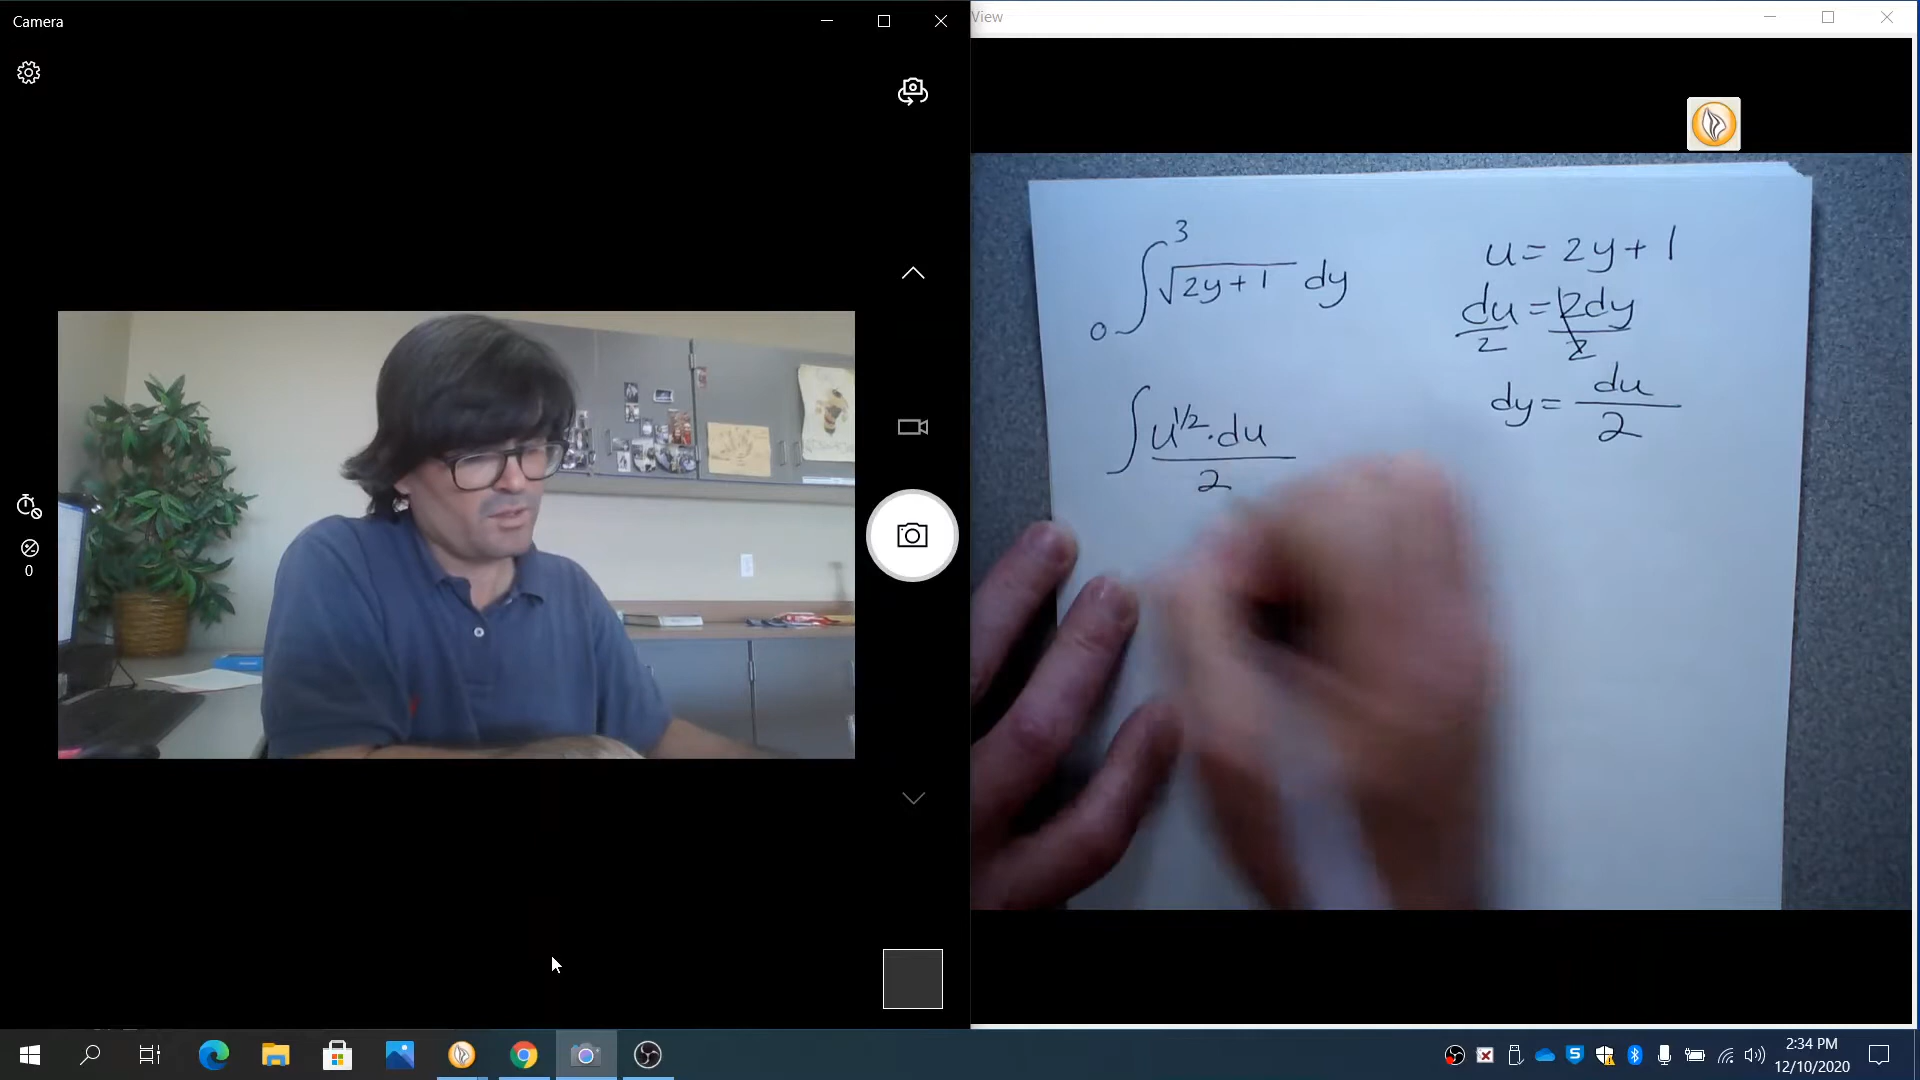 Camera
View
0
∫₀³ √2y+1 dy
u = 2y + 1
du/2 = 2dy/2
dy = du/2
∫ u^1/2 · du / 2
2:34 PM
12/10/2020